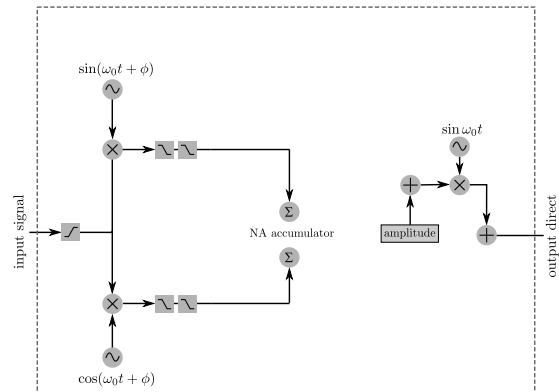 sin(ω₀t + ϕ)
sin ω₀t
input signal
Σ
NA accumulator
Σ
amplitude
output direct
cos(ω₀t + ϕ)